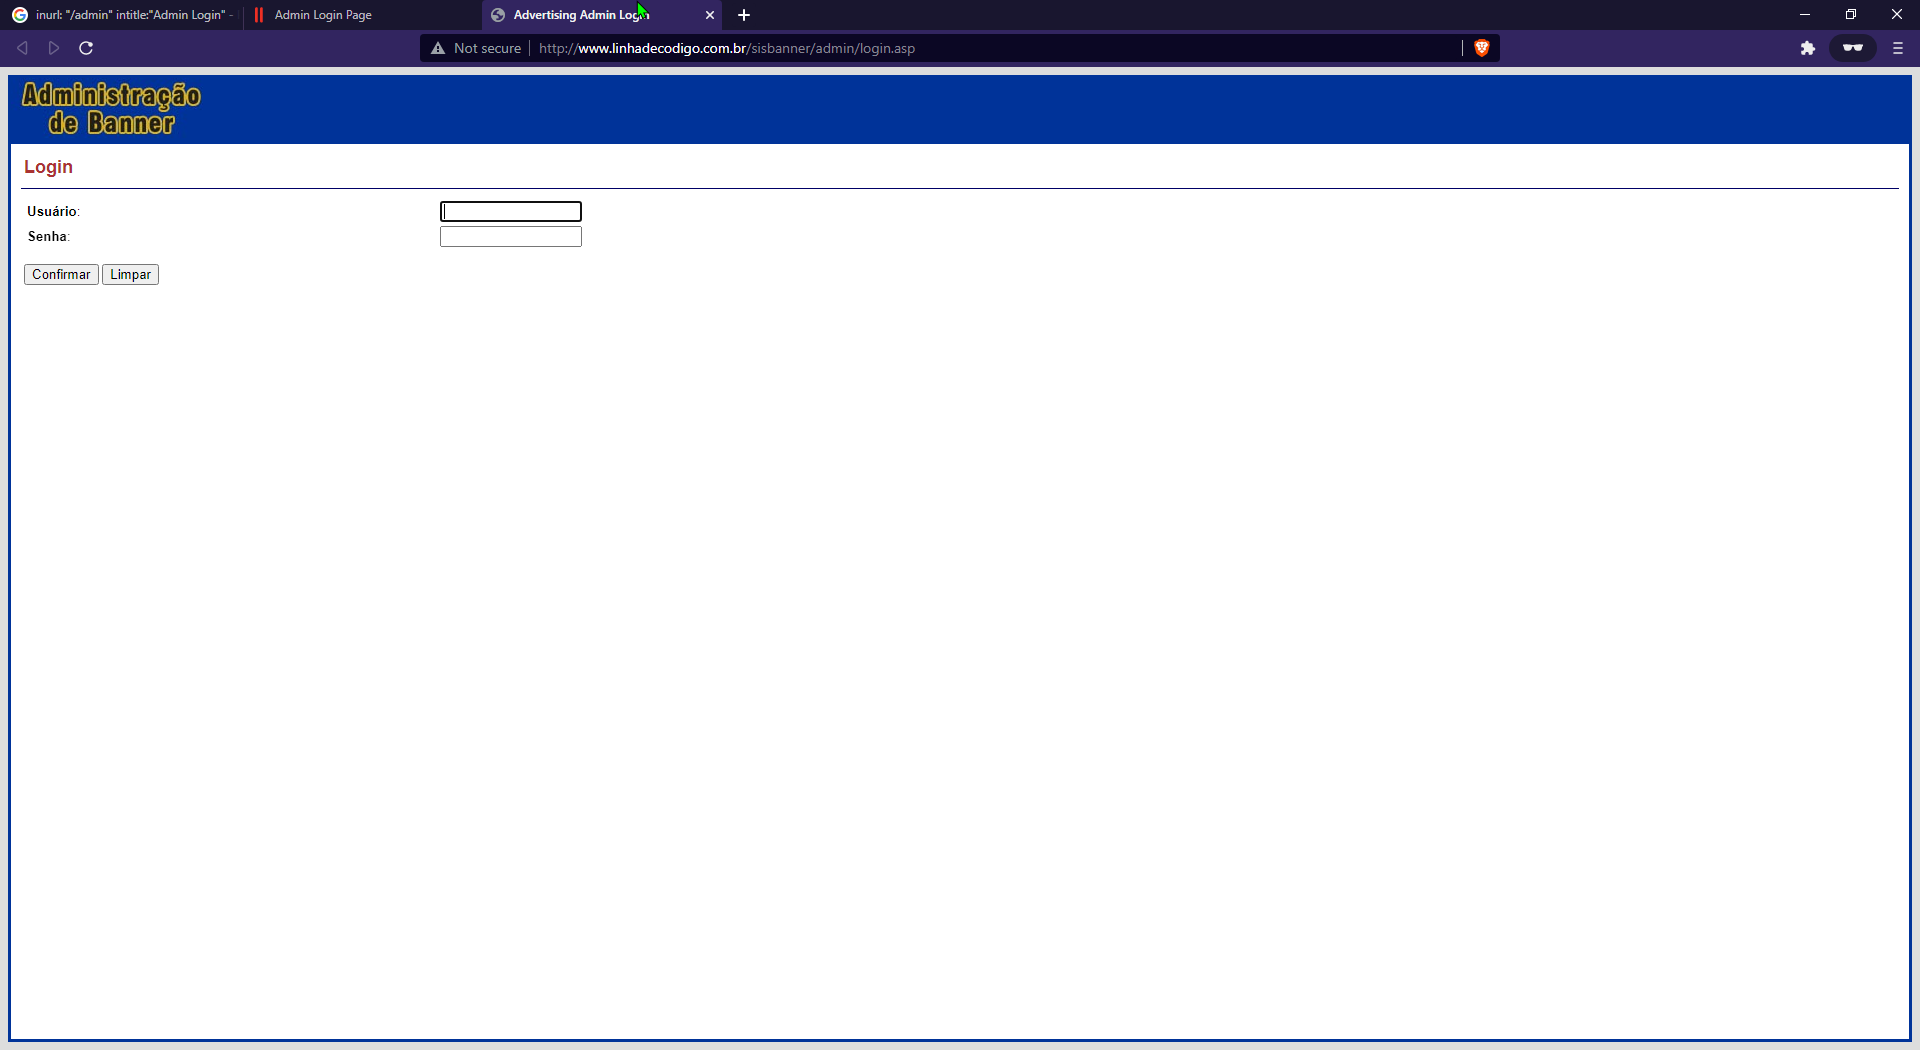 inurl: "/admin" intitle:"Admin Login" -
Admin Login Page
Advertising Admin Login
Not secure
http://www.linhadecodigo.com.br/sisbanner/admin/login.asp
Administração
de Banner
Login
Usuário:
Senha:
Confirmar
Limpar